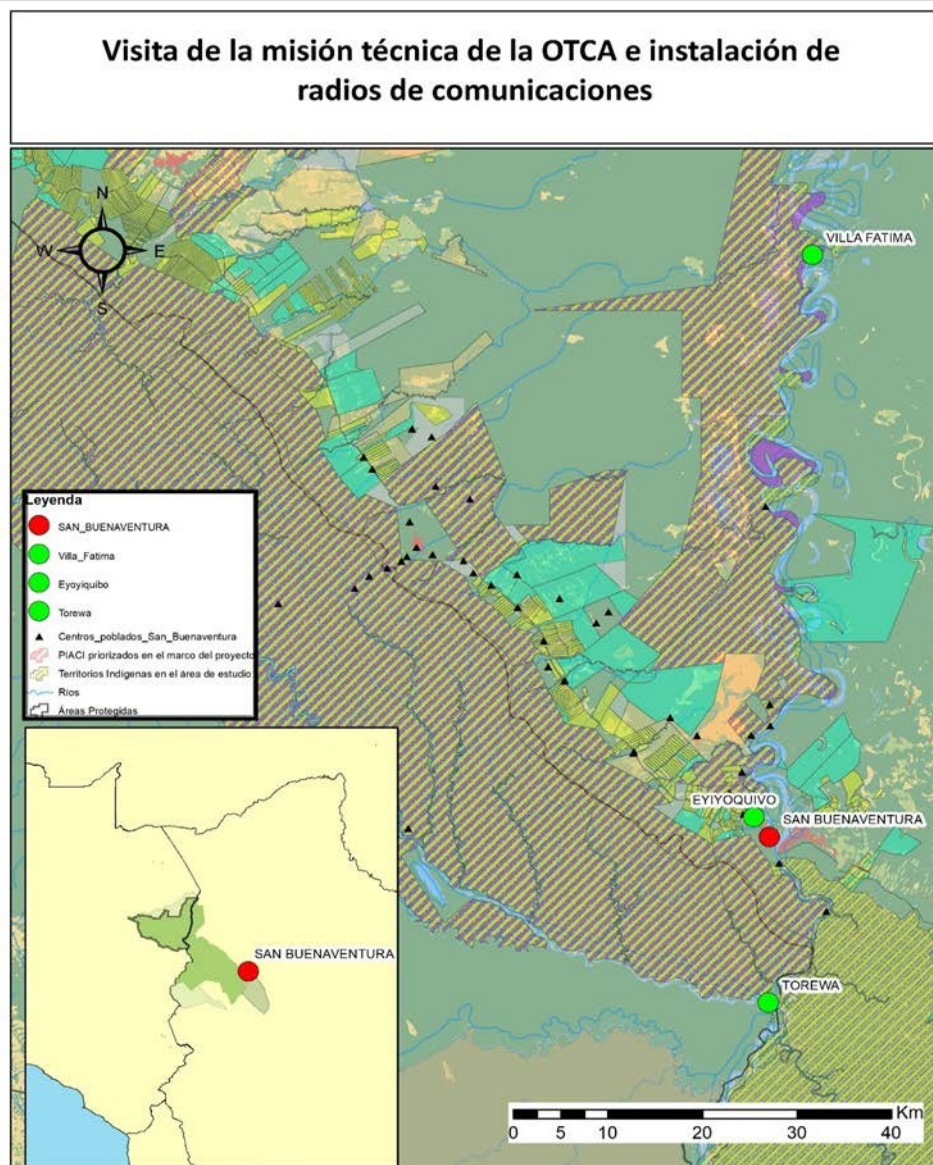 Visita de la misión técnica de la OTCA e instalación de
radios de comunicaciones
N
W
E
S
VILLA FATIMA
Leyenda
SAN_BUENAVENTURA
Villa_Fatima
Eyoyiquibo
Torewa
Centros_poblados_San_Buenaventura
PIACI priorizados en el marco del proyecto
Territorios Indígenas en el área de estudio
Ríos
Áreas Protegidas
EYIYOQUIVO
SAN BUENAVENTURA
SAN BUENAVENTURA
TOREWA
Km
0 5 10 20 30 40